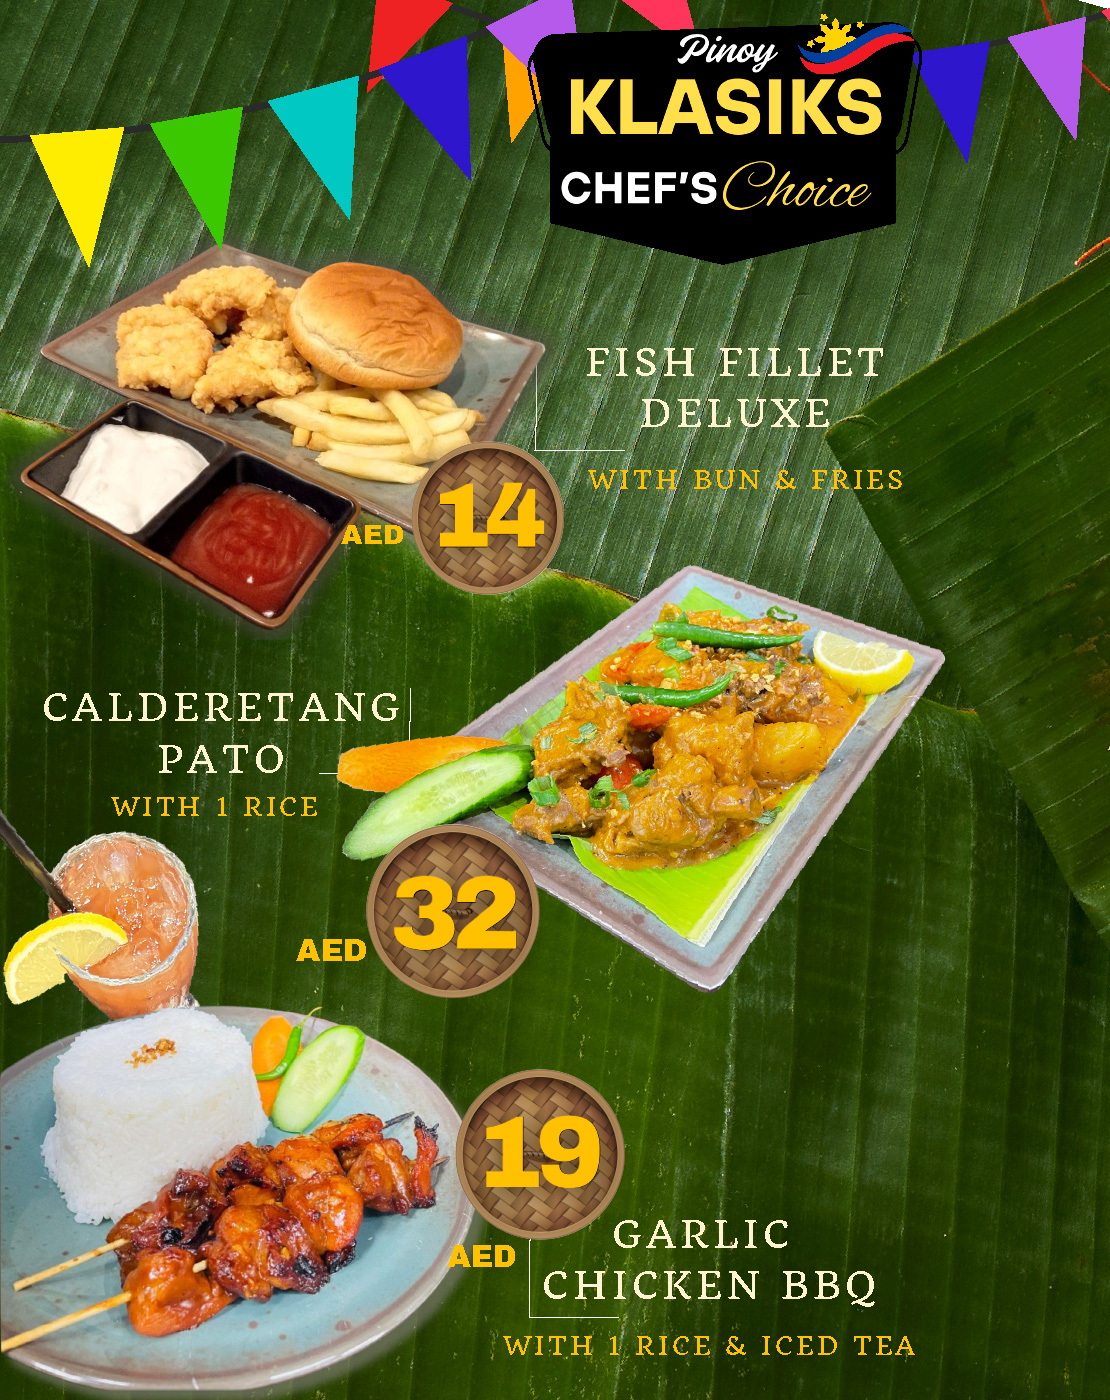 Pinoy
KLASIKS
CHEF'S Choice
FISH FILLET
DELUXE
WITH BUN & FRIES
AED 14
CALDERETANG
PATO
WITH 1 RICE
AED 32
AED 19
GARLIC
CHICKEN BBQ
WITH 1 RICE & ICED TEA